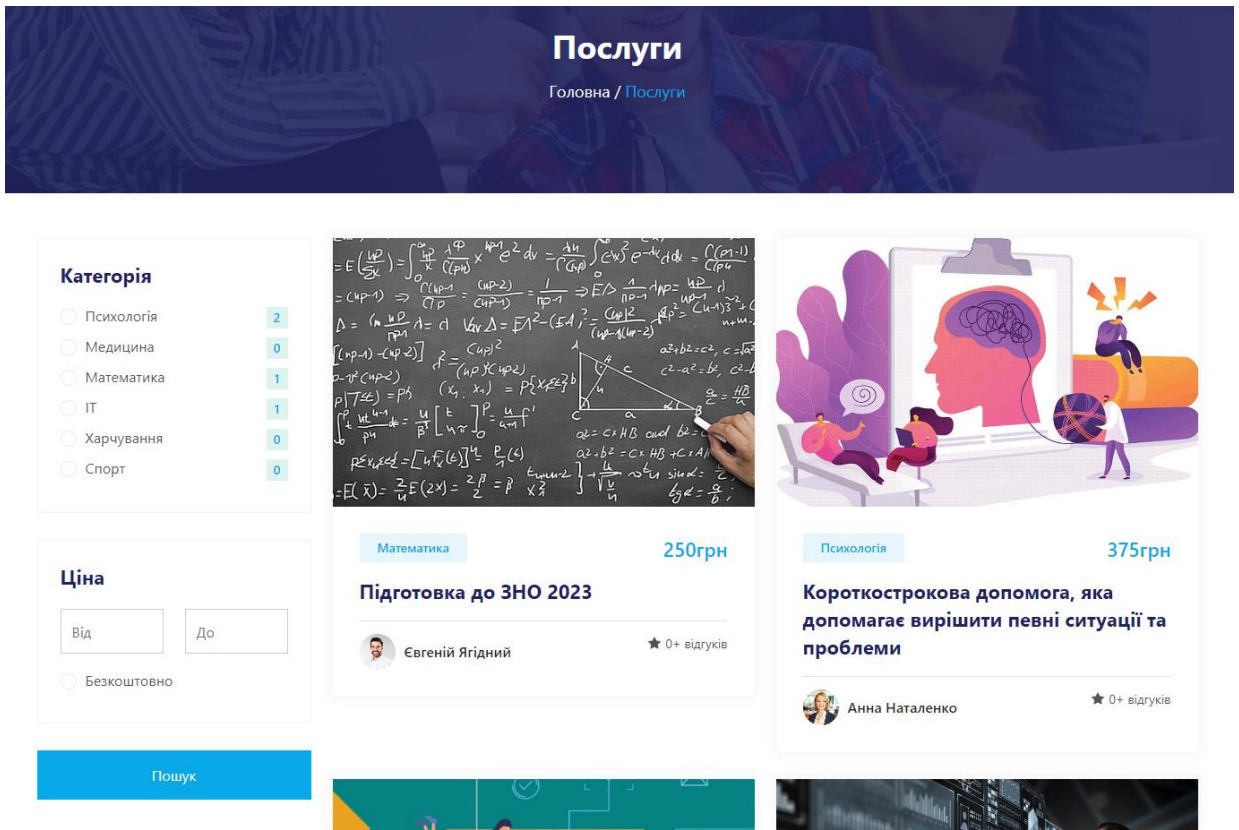 Послуги
Головна / Послуги
Категорія
Психологія 2
Медицина 0
Математика 1
IT 1
Харчування 0
Спорт 0
Ціна
Від До
Безкоштовно
Пошук
Математика 250грн
Підготовка до ЗНО 2023
Євгеній Ягідний 0+ відгуків
Психологія 375грн
Короткострокова допомога, яка
допомагає вирішити певні ситуації та
проблеми
Анна Наталенко 0+ відгуків